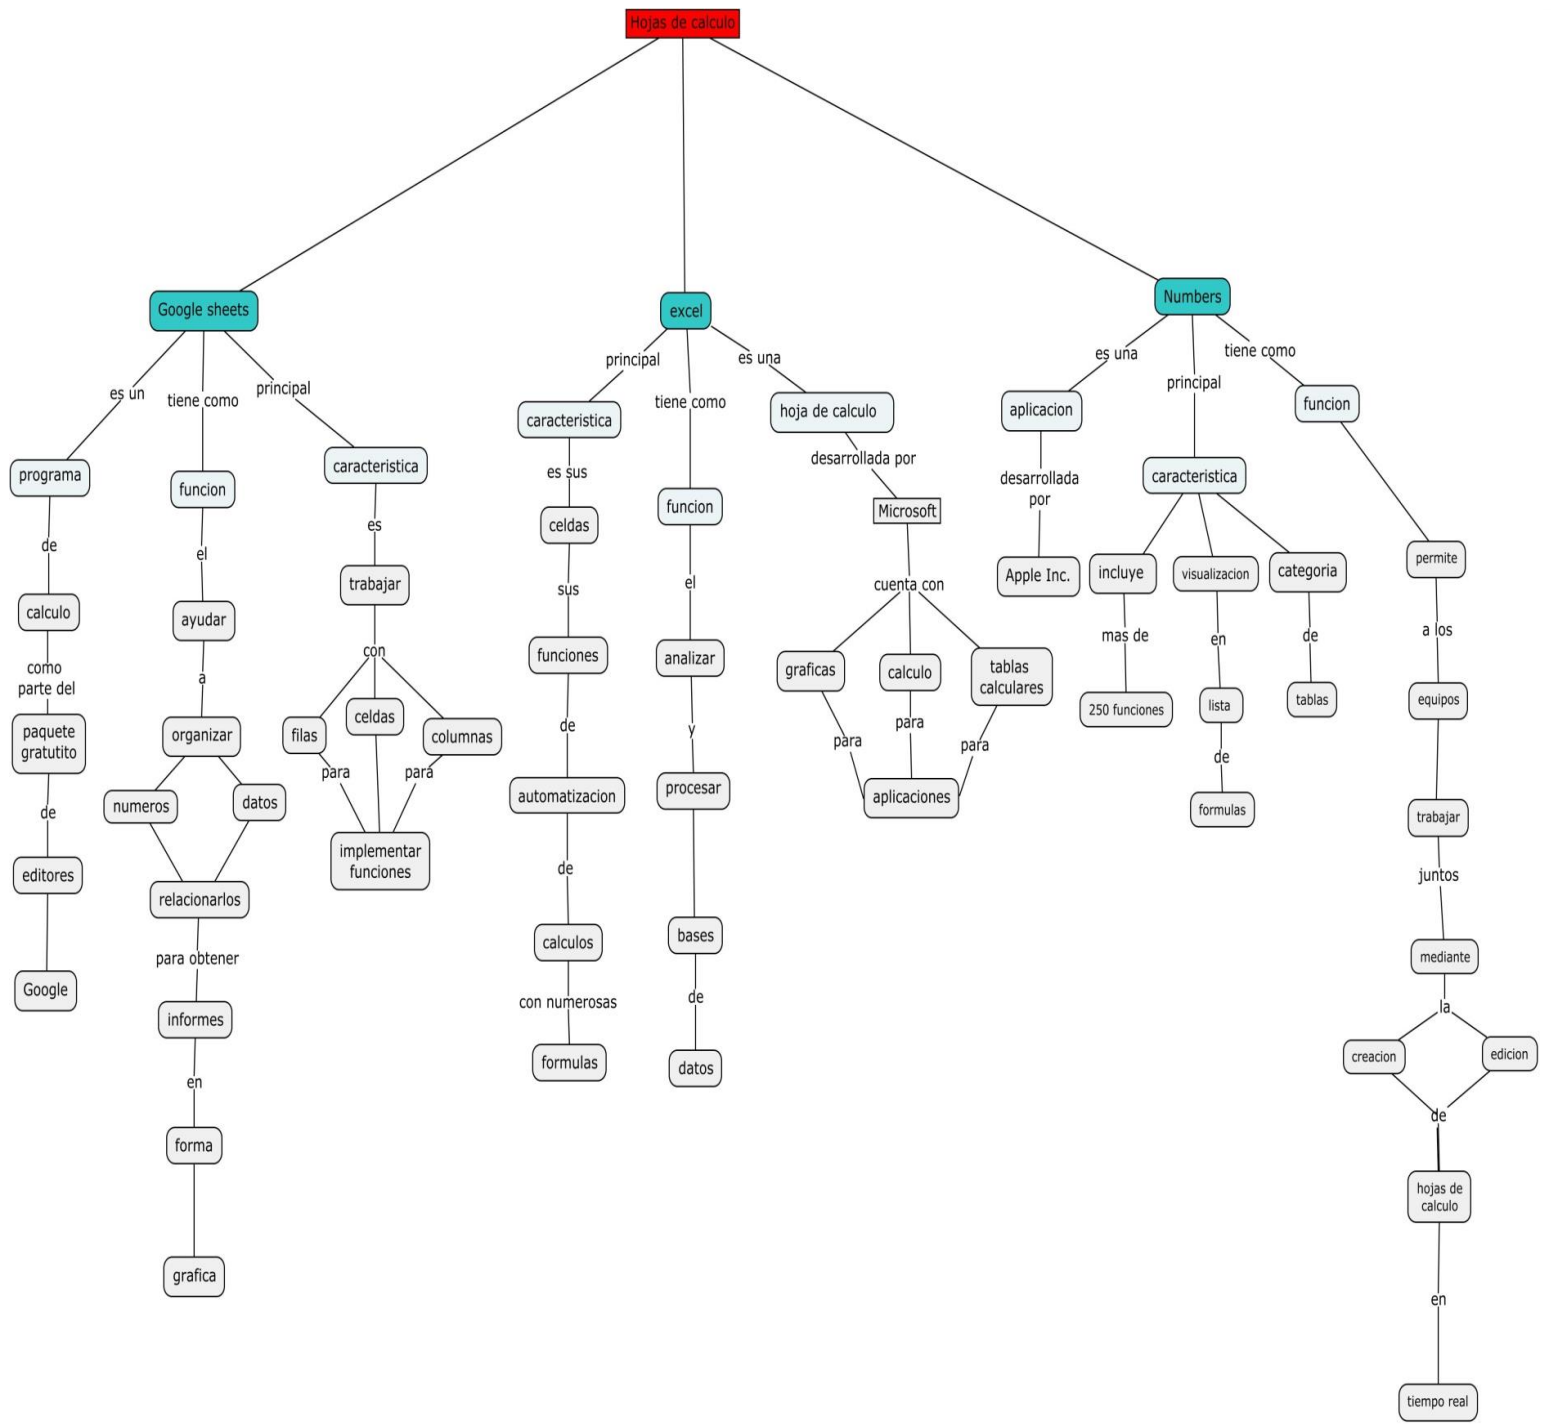 Hojas de calculo
Google sheets
es un
programa
de
calculo
como
parte del
paquete
gratutito
de
editores
Google
tiene como
funcion
el
ayudar
a
organizar
numeros
datos
relacionarlos
para obtener
informes
en
forma
grafica
principal
caracteristica
es
trabajar
con
filas
celdas
columnas
para
para
implementar
funciones
excel
principal
caracteristica
es sus
celdas
sus
funciones
de
automatizacion
de
calculos
con numerosas
formulas
tiene como
funcion
el
analizar
y
procesar
bases
de
datos
es una
hoja de calculo
desarrollada por
Microsoft
cuenta con
graficas
calculo
tablas
calculares
para
para
para
aplicaciones
Numbers
es una
aplicacion
desarrollada
por
Apple Inc.
principal
caracteristica
incluye
mas de
250 funciones
visualizacion
en
lista
de
formulas
categoria
de
tablas
tiene como
funcion
permite
a los
equipos
trabajar
juntos
mediante
la
creacion
edicion
de
hojas de
calculo
en
tiempo real